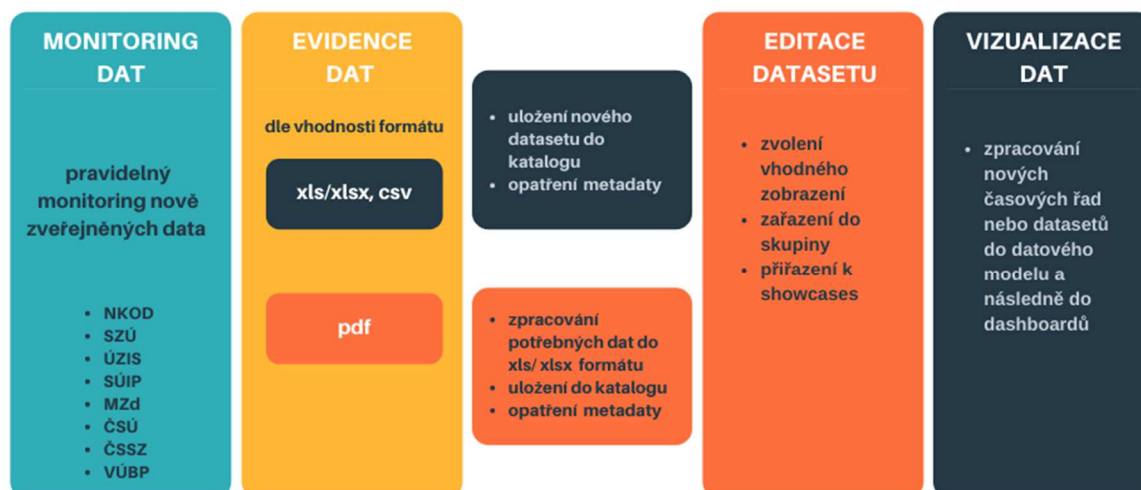 MONITORING
DAT
pravidelný
monitoring nově
zveřejněných data
• NKOD
• SZÚ
• ÚZIS
• SÚIP
• MZd
• ČSÚ
• ČSSZ
• VÚBP
EVIDENCE
DAT
dle vhodnosti formátu
xls/xlsx, csv
pdf
• uložení nového
datasetu do
katalogu
• opatření metadaty
• zpracování
potřebných dat do
xls/ xlsx formátu
• uložení do katalogu
• opatření metadaty
EDITACE
DATASETU
• zvolení
vhodného
zobrazení
• zařazení do
skupiny
• přiřazení k
showcases
VIZUALIZACE
DAT
• zpracování
nových
časových řad
nebo datasetů
do datového
modelu a
následně do
dashboardů